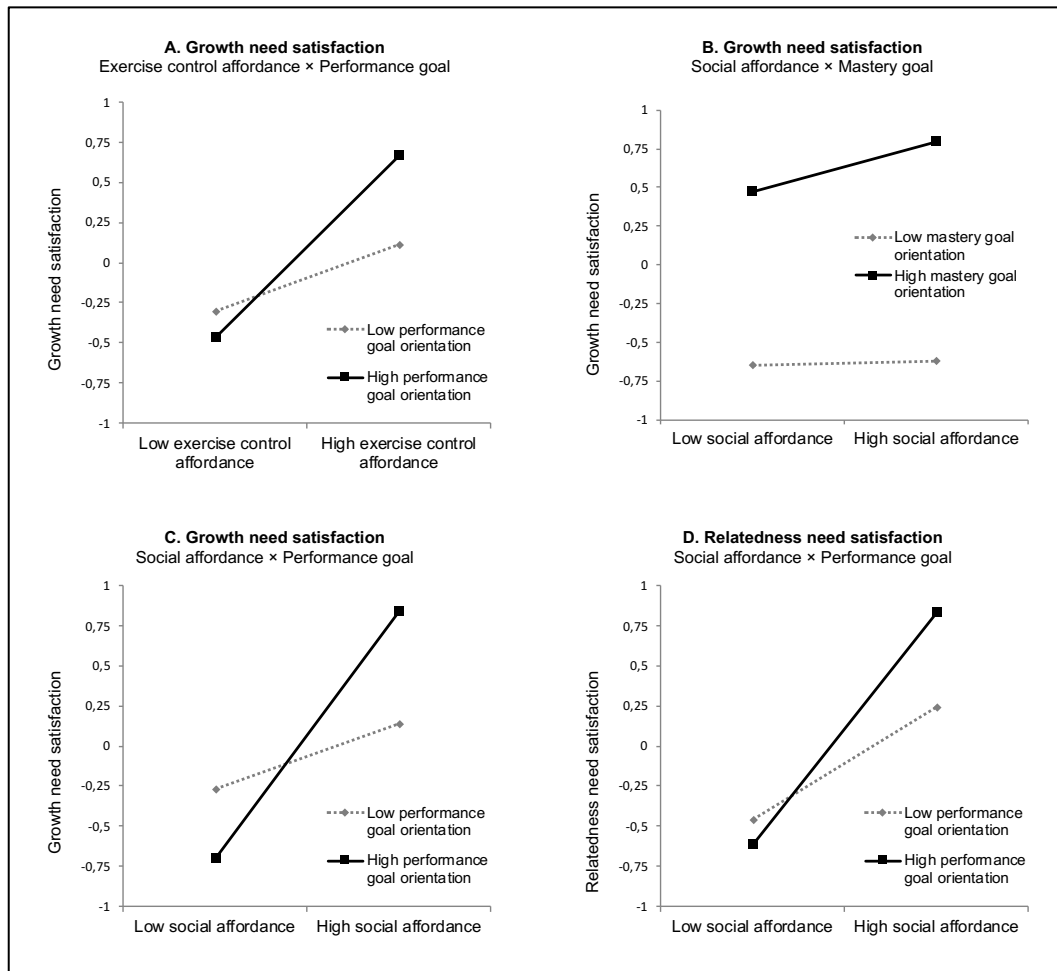 A. Growth need satisfaction
Exercise control affordance × Performance goal
1
0,75
0,5
0,25
0
-0,25
-0,5
-0,75
-1
Growth need satisfaction
Low performance
goal orientation
High performance
goal orientation
Low exercise control
affordance
High exercise control
affordance
B. Growth need satisfaction
Social affordance × Mastery goal
1
0,75
0,5
0,25
0
-0,25
-0,5
-0,75
-1
Growth need satisfaction
Low mastery goal
orientation
High mastery goal
orientation
Low social affordance
High social affordance
C. Growth need satisfaction
Social affordance × Performance goal
1
0,75
0,5
0,25
0
-0,25
-0,5
-0,75
-1
Growth need satisfaction
Low performance
goal orientation
High performance
goal orientation
Low social affordance
High social affordance
D. Relatedness need satisfaction
Social affordance × Performance goal
1
0,75
0,5
0,25
0
-0,25
-0,5
-0,75
-1
Relatedness need satisfaction
Low performance
goal orientation
High performance
goal orientation
Low social affordance
High social affordance